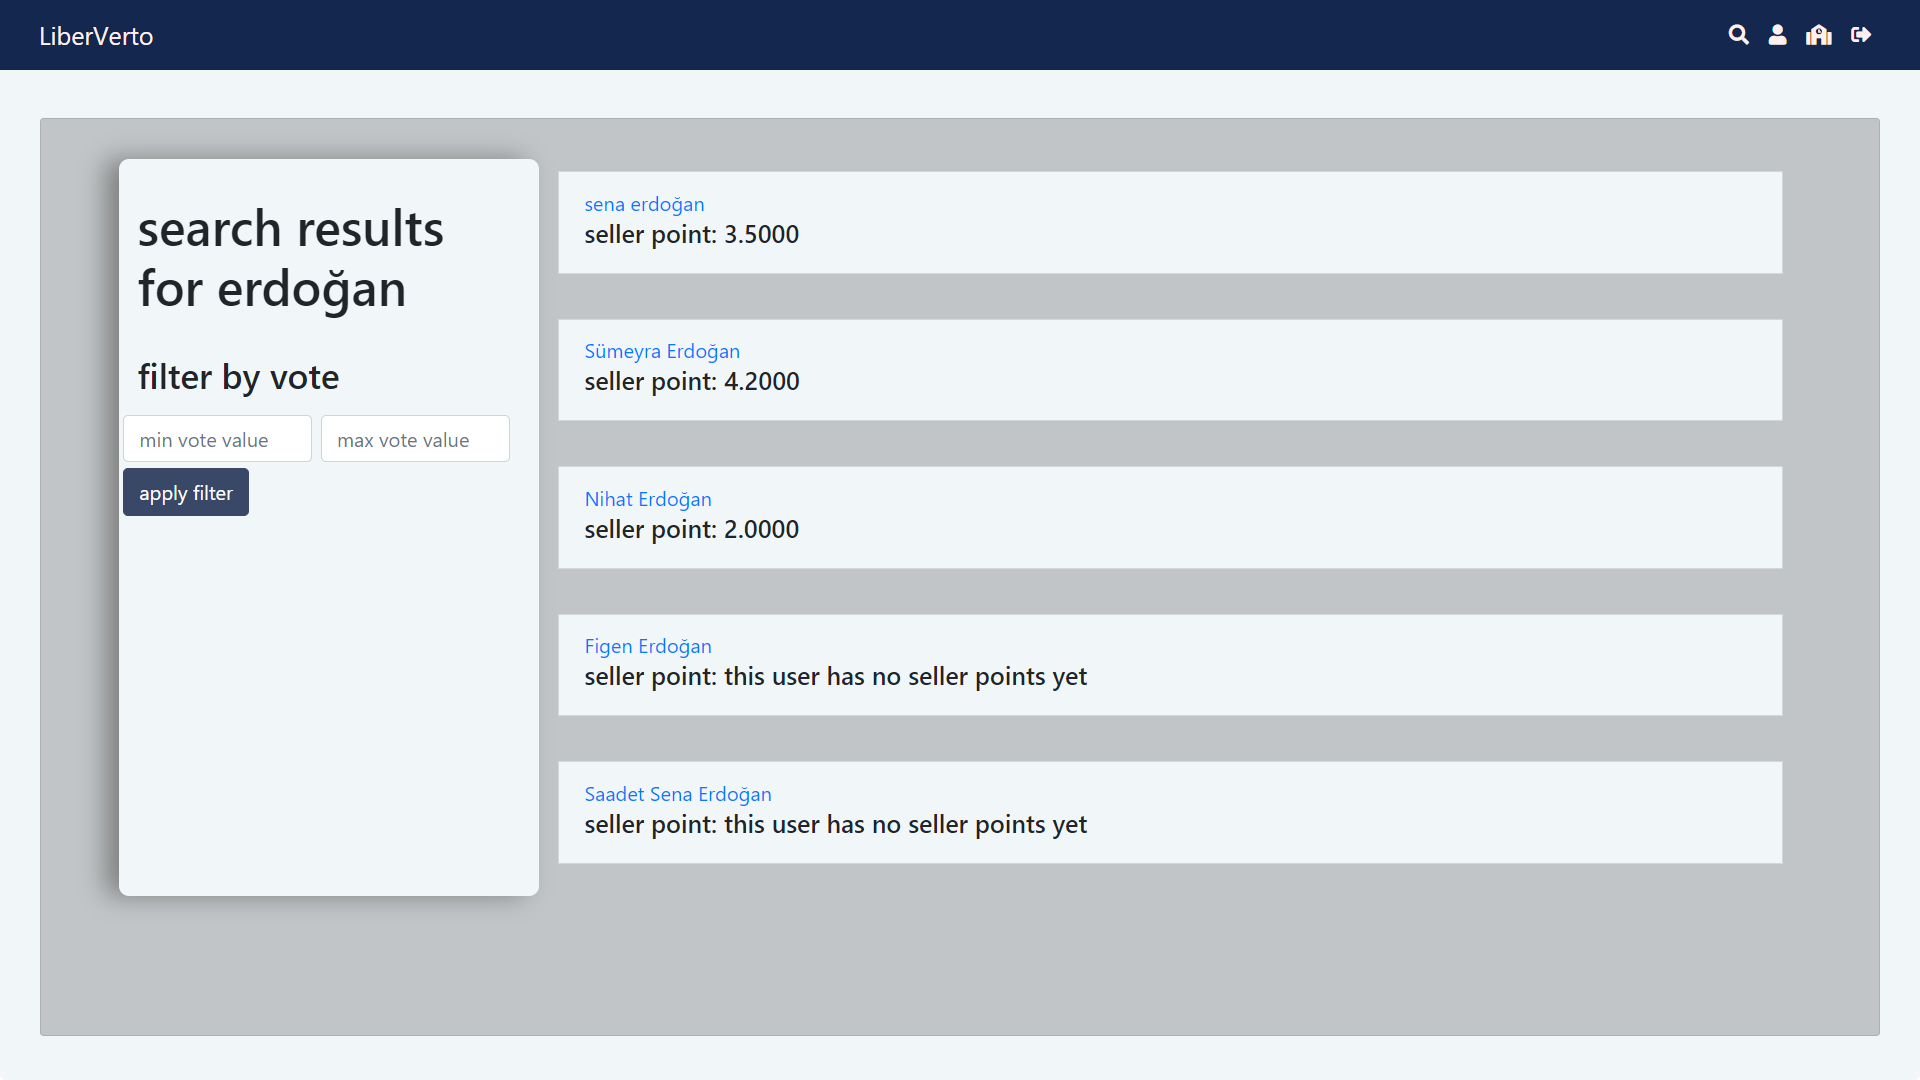 LiberVerto
search results
for erdoğan
filter by vote
min vote value
max vote value
apply filter
sena erdoğan
seller point: 3.5000
Sümeyra Erdoğan
seller point: 4.2000
Nihat Erdoğan
seller point: 2.0000
Figen Erdoğan
seller point: this user has no seller points yet
Saadet Sena Erdoğan
seller point: this user has no seller points yet